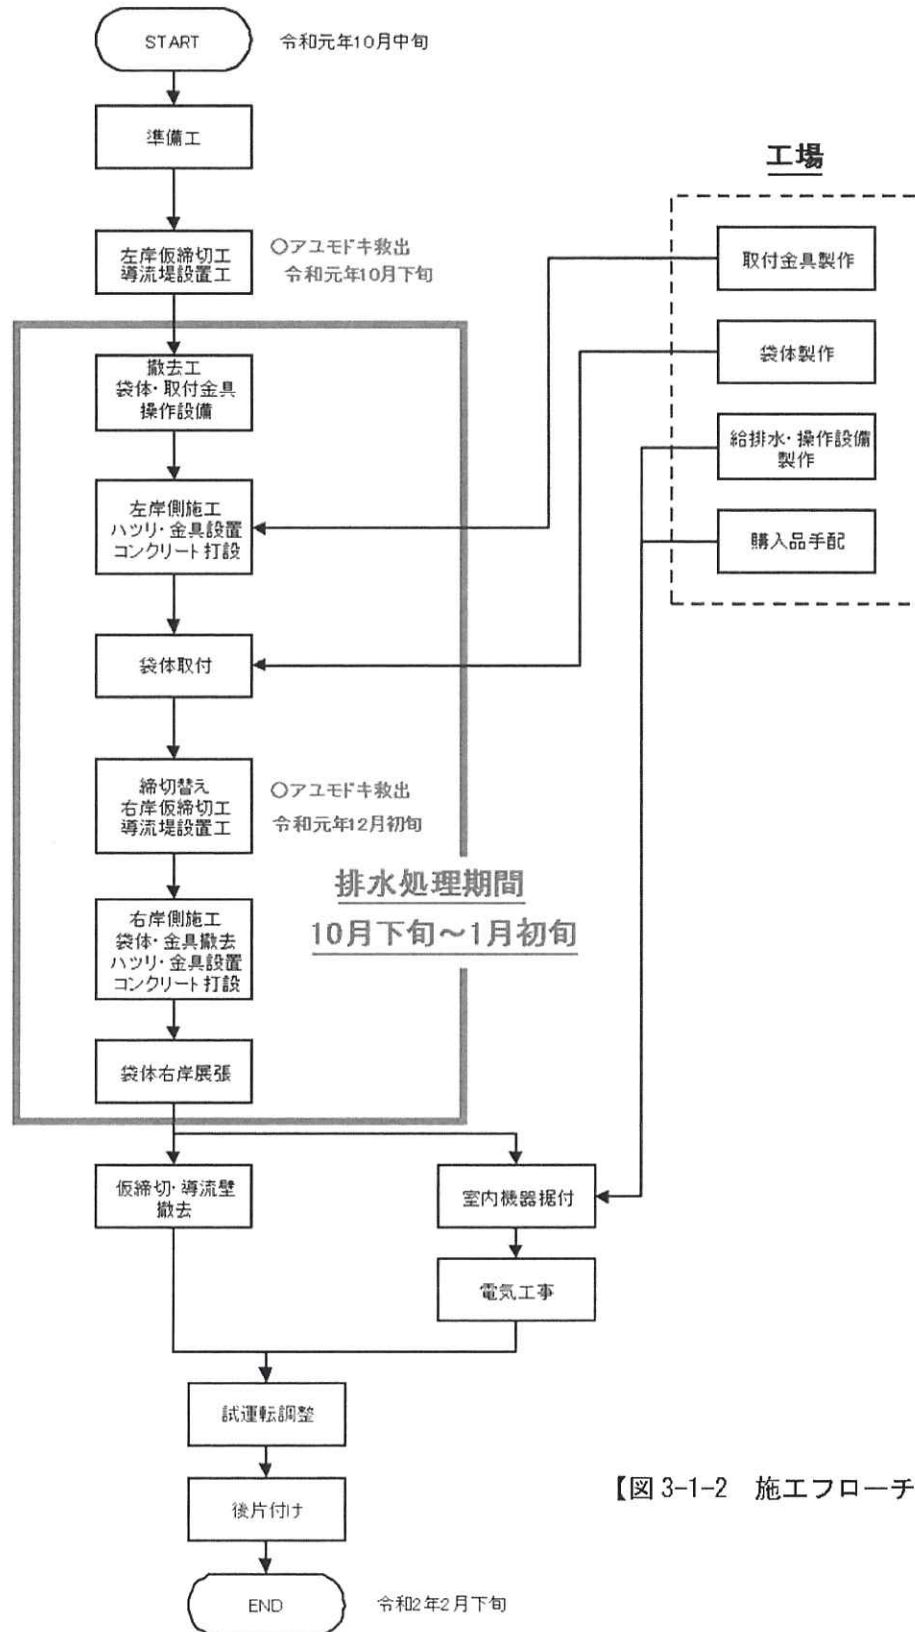 START
令和元年10月中旬
準備工
左岸仮締切工
導流堤設置工
○アユモドキ救出
令和元年10月下旬
撤去工
袋体・取付金具
操作設備
左岸側施工
ハツリ・金具設置
コンクリート打設
袋体取付
締切替え
右岸仮締切工
導流堤設置工
○アユモドキ救出
令和元年12月初旬
排水処理期間
10月下旬～1月初旬
右岸側施工
袋体・金具撤去
ハツリ・金具設置
コンクリート打設
袋体右岸展張
工場
取付金具製作
袋体製作
給排水・操作設備
製作
購入品手配
仮締切・導流壁
撤去
室内機器据付
電気工事
試運転調整
後片付け
END
令和2年2月下旬
【図3-1-2 施工フローチ